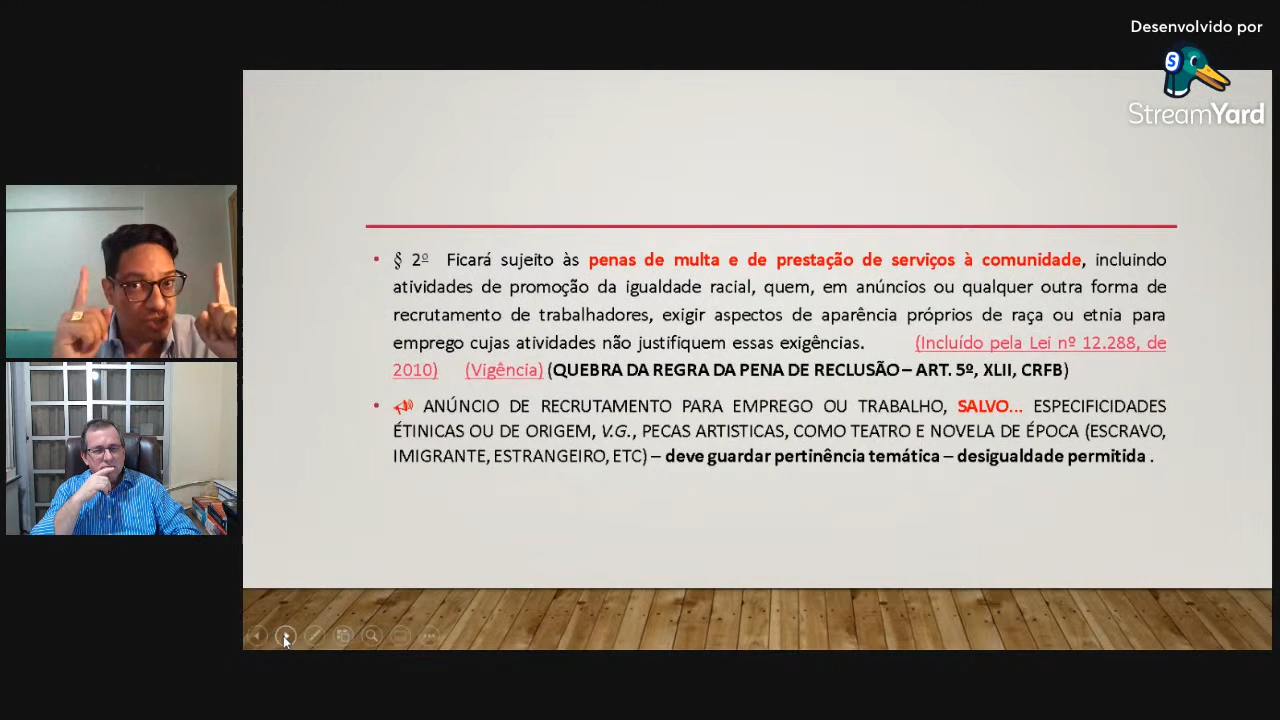 Desenvolvido por
S
StreamYard
• § 2º Ficará sujeito às penas de multa e de prestação de serviços à comunidade, incluindo
atividades de promoção da igualdade racial, quem, em anúncios ou qualquer outra forma de
recrutamento de trabalhadores, exigir aspectos de aparência próprios de raça ou etnia para
emprego cujas atividades não justifiquem essas exigências. (Incluído pela Lei nº 12.288, de
2010) (Vigência) (QUEBRA DA REGRA DA PENA DE RECLUSÃO – ART. 5º, XLII, CRFB)
• ANÚNCIO DE RECRUTAMENTO PARA EMPREGO OU TRABALHO, SALVO... ESPECIFICIDADES
ÉTINICAS OU DE ORIGEM, V.G., PECAS ARTISTICAS, COMO TEATRO E NOVELA DE ÉPOCA (ESCRAVO,
IMIGRANTE, ESTRANGEIRO, ETC) – deve guardar pertinência temática – desigualdade permitida .